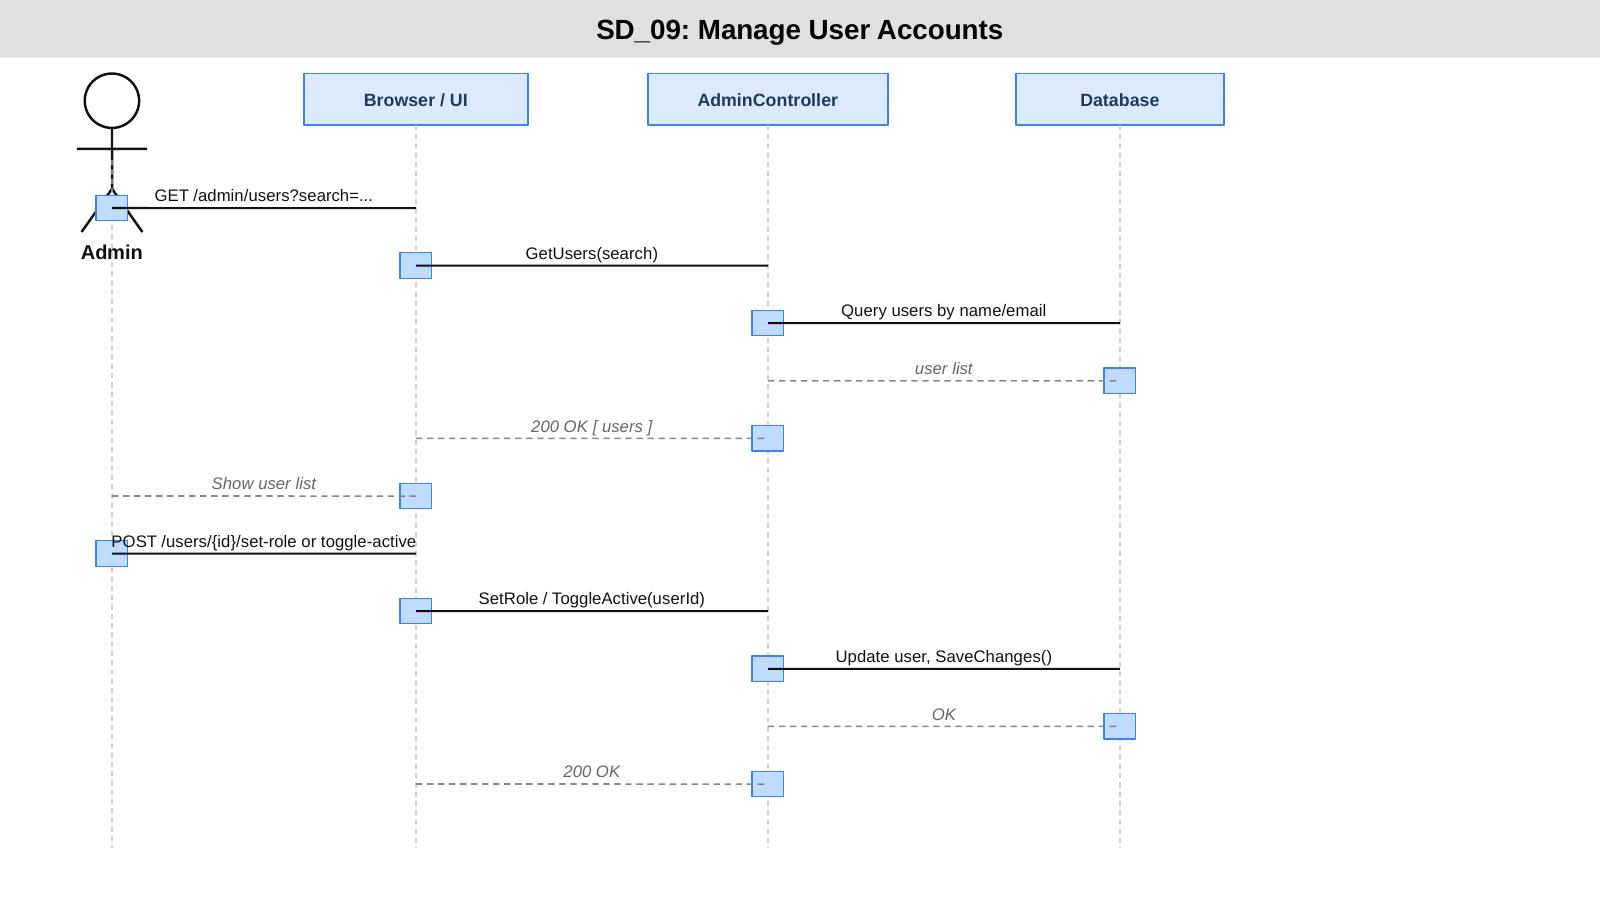 SD_09: Manage User Accounts
Browser / UI
AdminController
Database
GET /admin/users?search=...
Admin
GetUsers(search)
Query users by name/email
user list
200 OK [ users ]
Show user list
POST /users/{id}/set-role or toggle-active
SetRole / ToggleActive(userId)
Update user, SaveChanges()
OK
200 OK